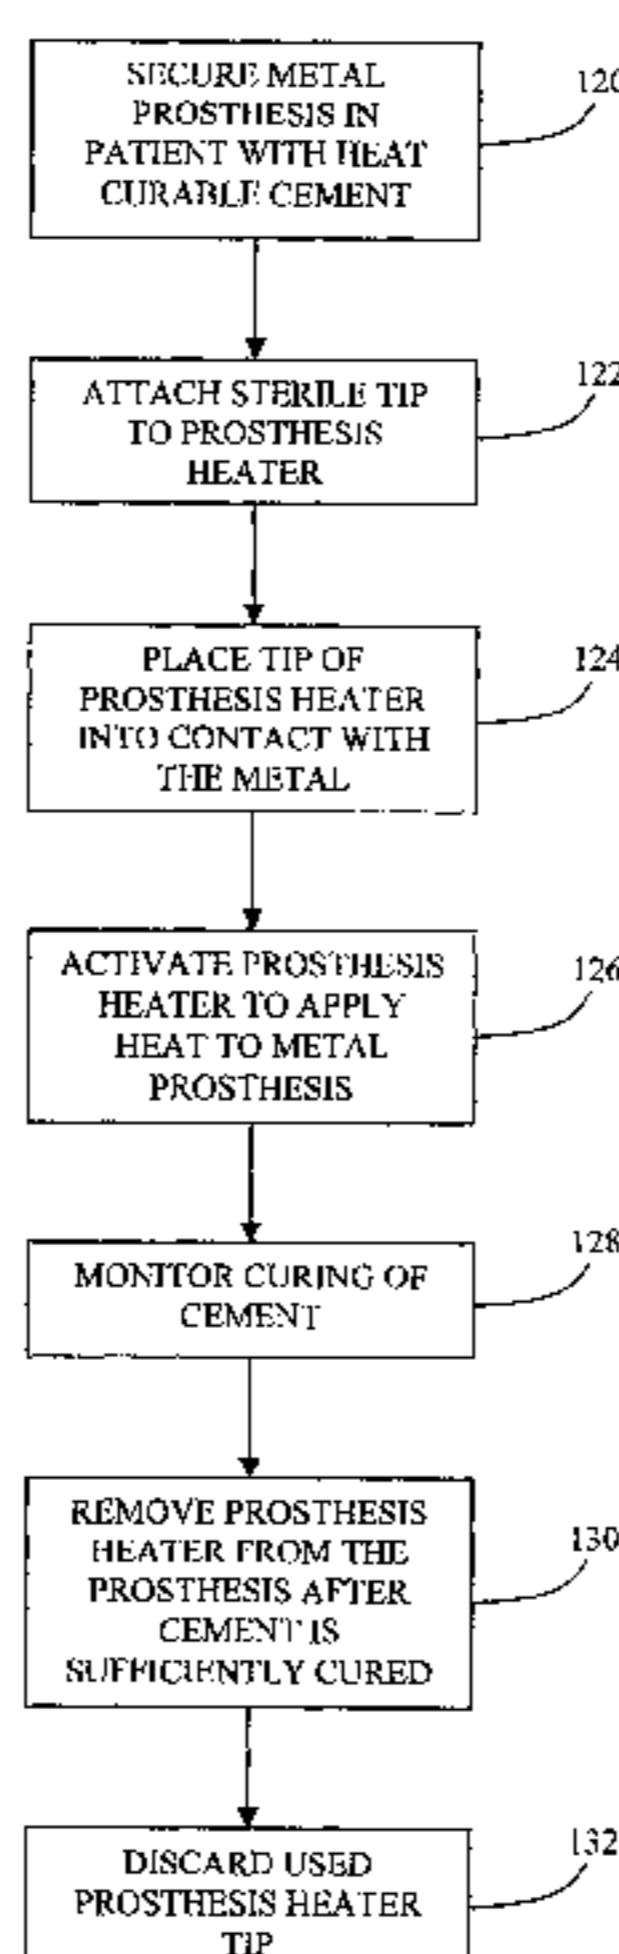 SECURE METAL
PROSTHESIS IN
PATIENT WITH HEAT
CURABLE CEMENT
120
ATTACH STERILE TIP
TO PROSTHESIS
HEATER
122
PLACE TIP OF
PROSTHESIS HEATER
INTO CONTACT WITH
THE METAL
124
ACTIVATE PROSTHESIS
HEATER TO APPLY
HEAT TO METAL
PROSTHESIS
126
MONITOR CURING OF
CEMENT
128
REMOVE PROSTHESIS
HEATER FROM THE
PROSTHESIS AFTER
CEMENT IS
SUFFICIENTLY CURED
130
DISCARD USED
PROSTHESIS HEATER
TIP
132